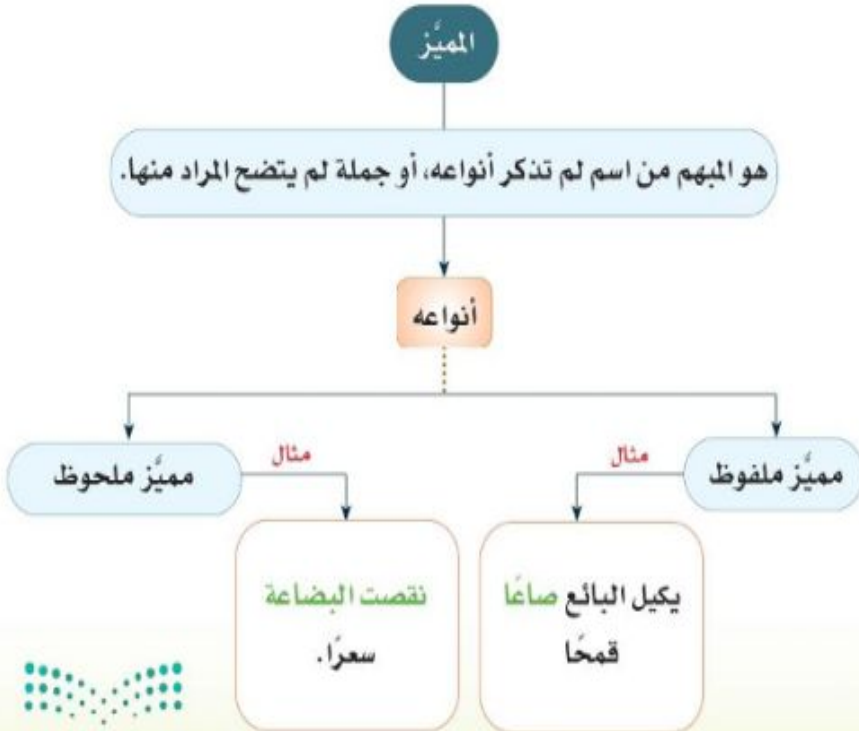 المميَّز
هو المبهم من اسم لم تذكر أنواعه، أو جملة لم يتضح المراد منها.
أنواعه
مميَّز ملفوظ
مثال
يكيل البائع صاعًا
قمحًا
مميَّز ملحوظ
مثال
نقصت البضاعة
سعرًا.